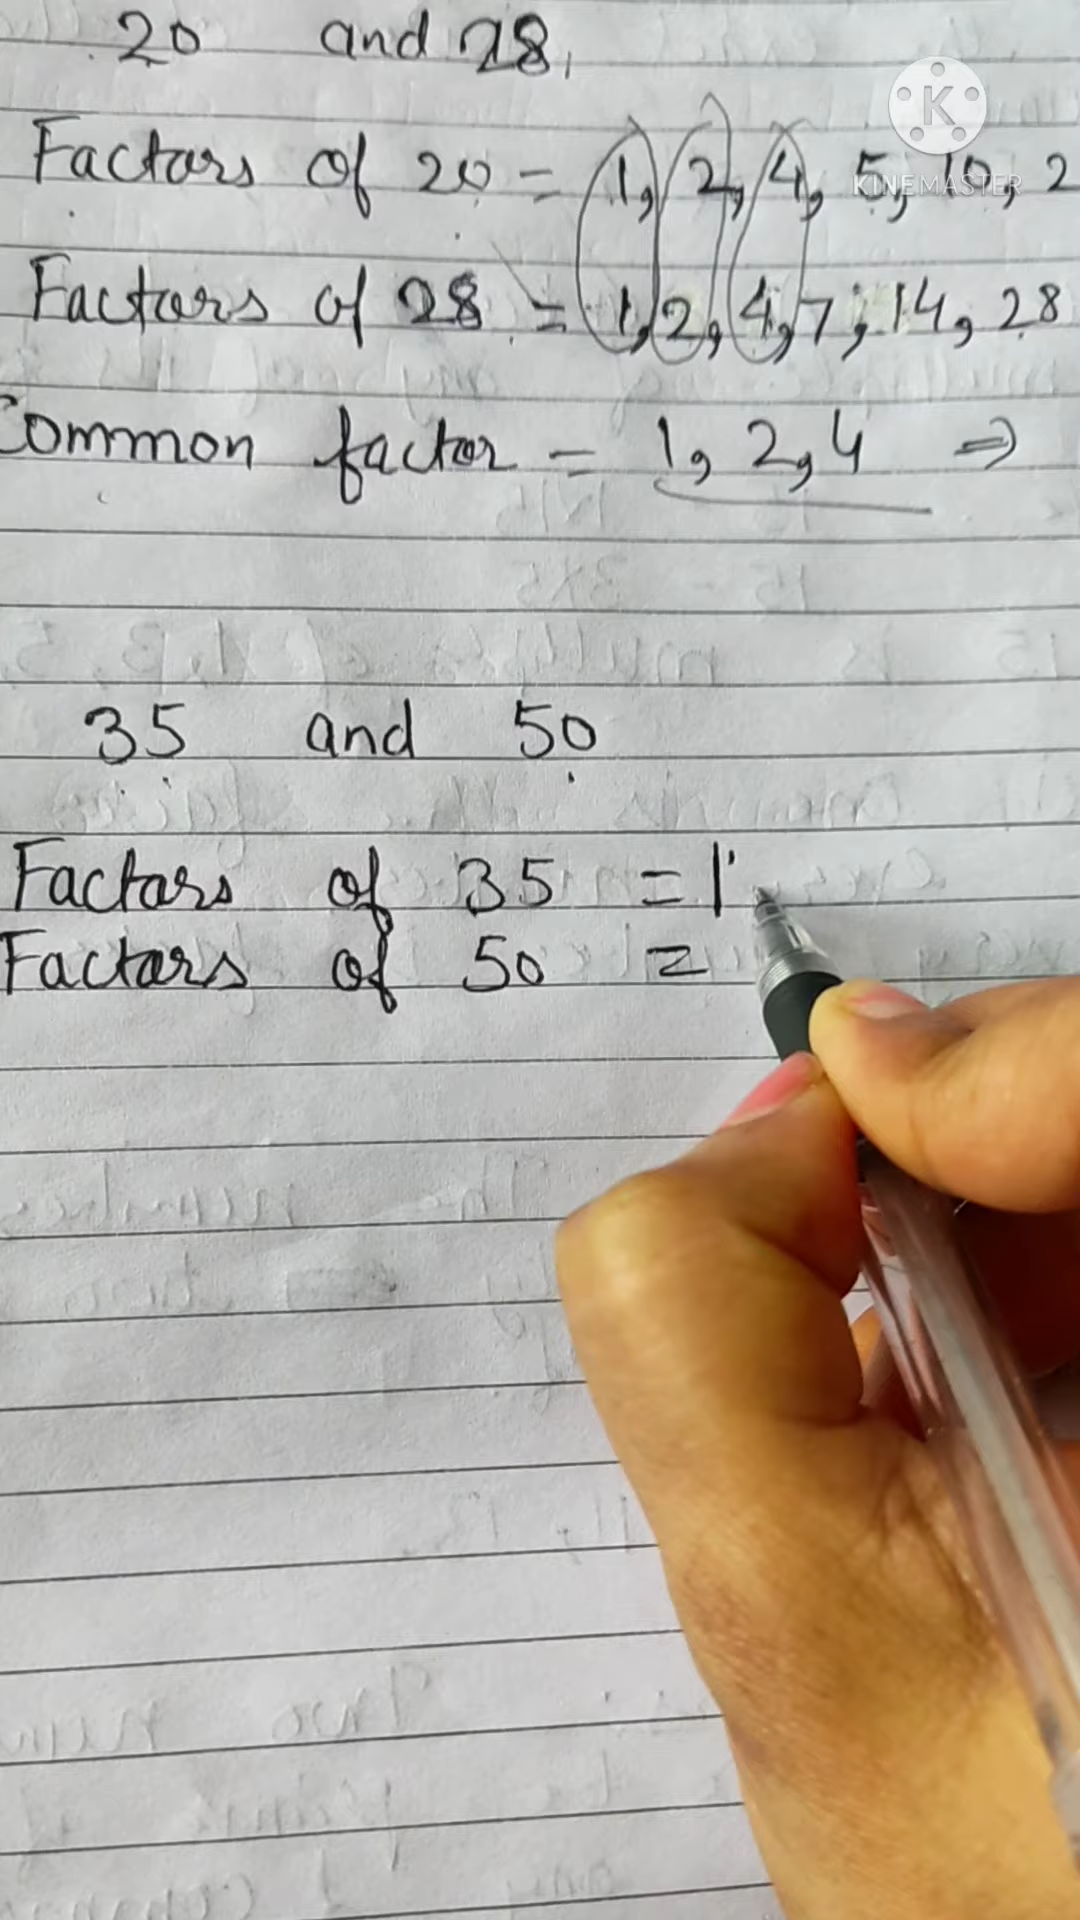 20 and 28,
K
KINEMASTER
Factors of 20 = 1, 2, 4, 5, 10, 2
Factors of 28 = 1, 2, 4, 7, 14, 28
Common factor = 1, 2, 4 ⇒
35 and 50
Factors of 35 = 1
Factors of 50 =